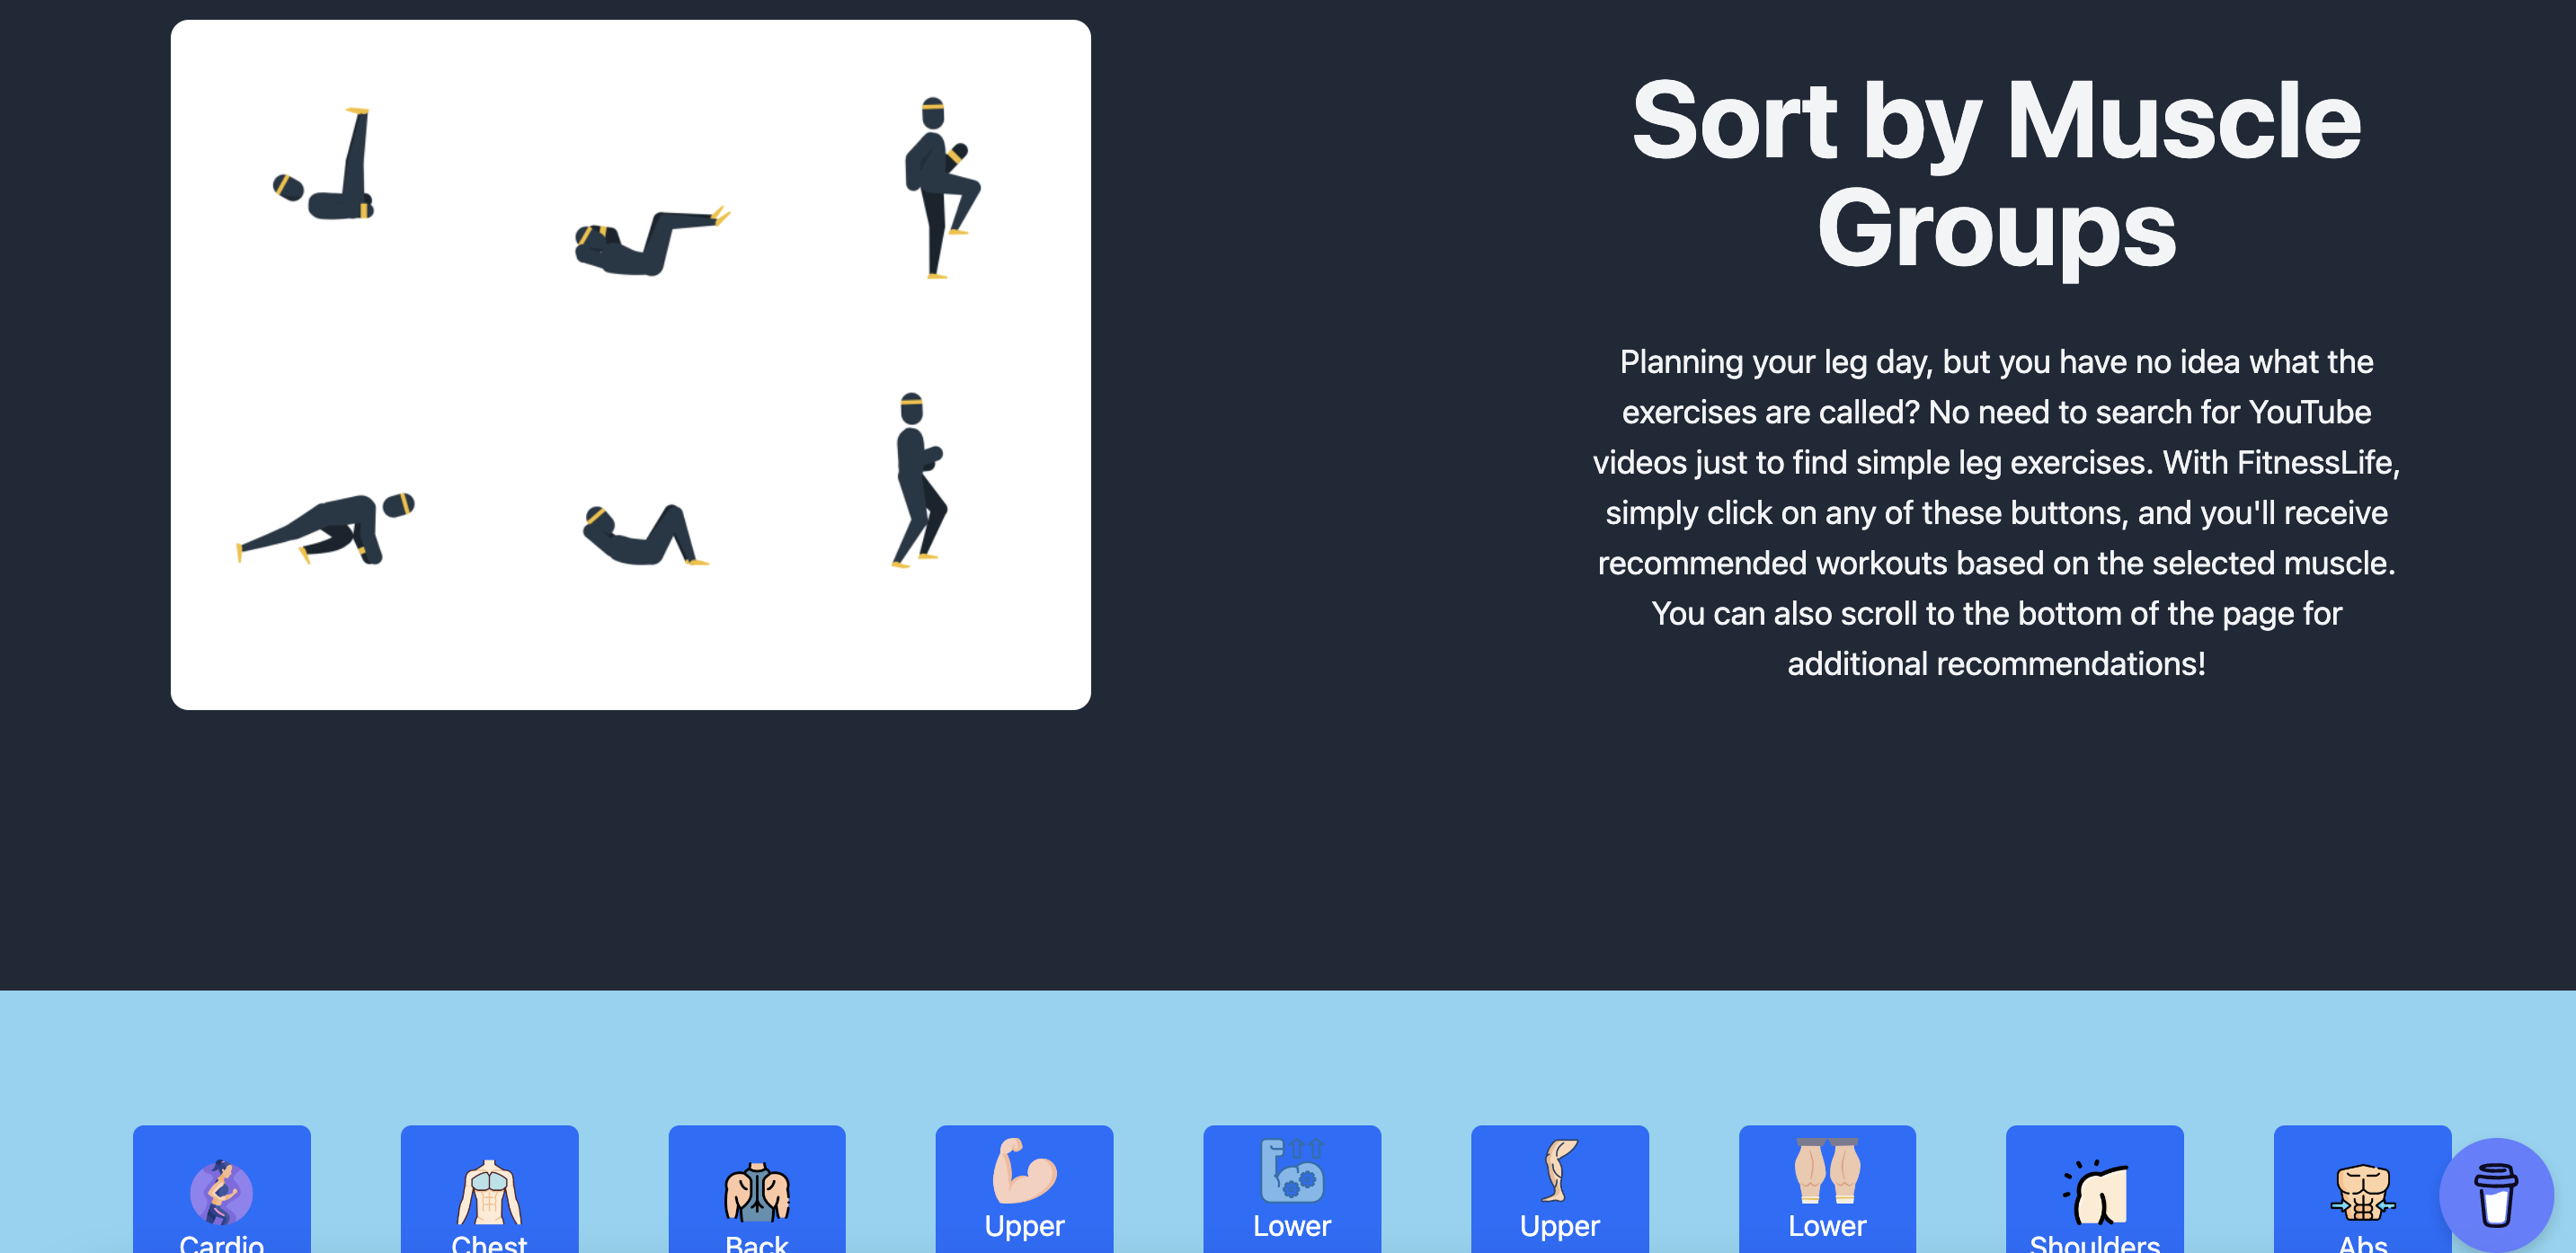 Sort by Muscle
Groups
Planning your leg day, but you have no idea what the
exercises are called? No need to search for YouTube
videos just to find simple leg exercises. With FitnessLife,
simply click on any of these buttons, and you'll receive
recommended workouts based on the selected muscle.
You can also scroll to the bottom of the page for
additional recommendations!
Upper
Lower
Upper
Lower
Cardio
Chest
Back
Shoulders
Abs